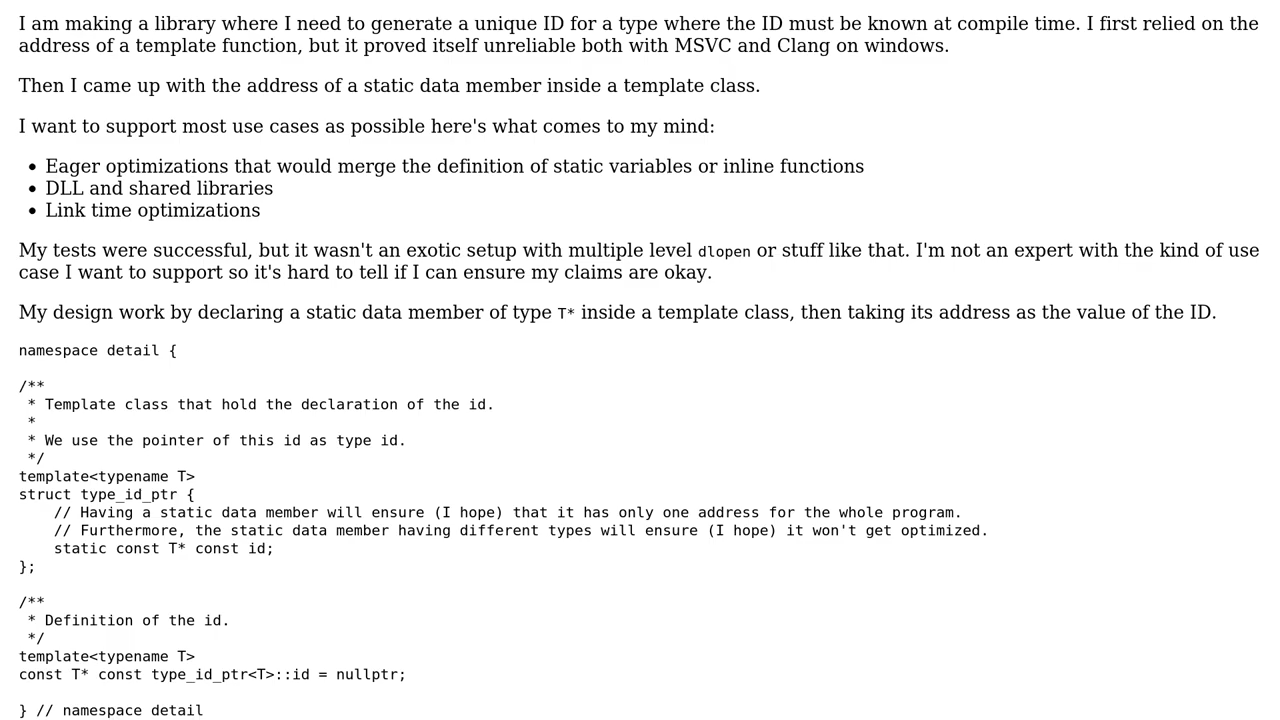 I am making a library where I need to generate a unique ID for a type where the ID must be known at compile time. I first relied on the
address of a template function, but it proved itself unreliable both with MSVC and Clang on windows.
Then I came up with the address of a static data member inside a template class.
I want to support most use cases as possible here's what comes to my mind:
• Eager optimizations that would merge the definition of static variables or inline functions
• DLL and shared libraries
• Link time optimizations
My tests were successful, but it wasn't an exotic setup with multiple level dlopen or stuff like that. I'm not an expert with the kind of use
case I want to support so it's hard to tell if I can ensure my claims are okay.
My design work by declaring a static data member of type T* inside a template class, then taking its address as the value of the ID.
namespace detail {
/**
 * Template class that hold the declaration of the id.
 *
 * We use the pointer of this id as type id.
 */
template<typename T>
struct type_id_ptr {
    // Having a static data member will ensure (I hope) that it has only one address for the whole program.
    // Furthermore, the static data member having different types will ensure (I hope) it won't get optimized.
    static const T* const id;
};
/**
 * Definition of the id.
 */
template<typename T>
const T* const type_id_ptr<T>::id = nullptr;
} // namespace detail